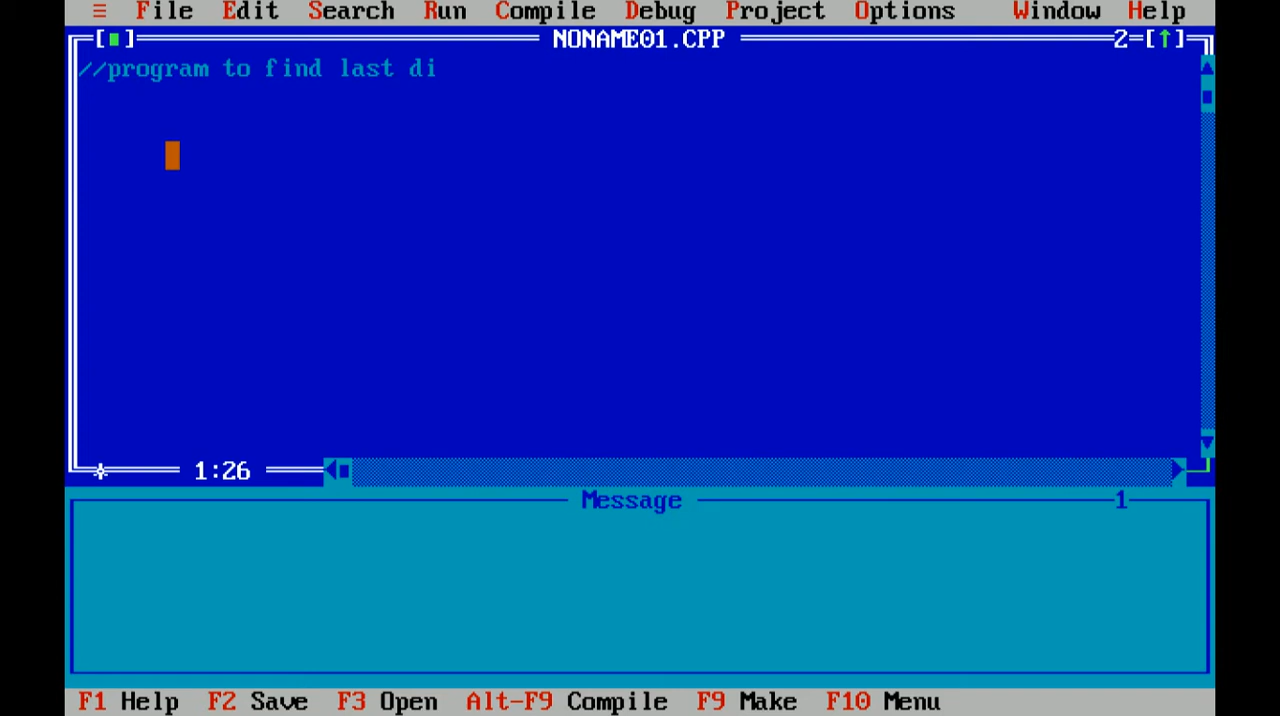 ≡ File Edit Search Run Compile Debug Project Options Window Help
[■] NONAME01.CPP 2=[↑]
//program to find last di
1:26
Message 1
F1 Help F2 Save F3 Open Alt-F9 Compile F9 Make F10 Menu